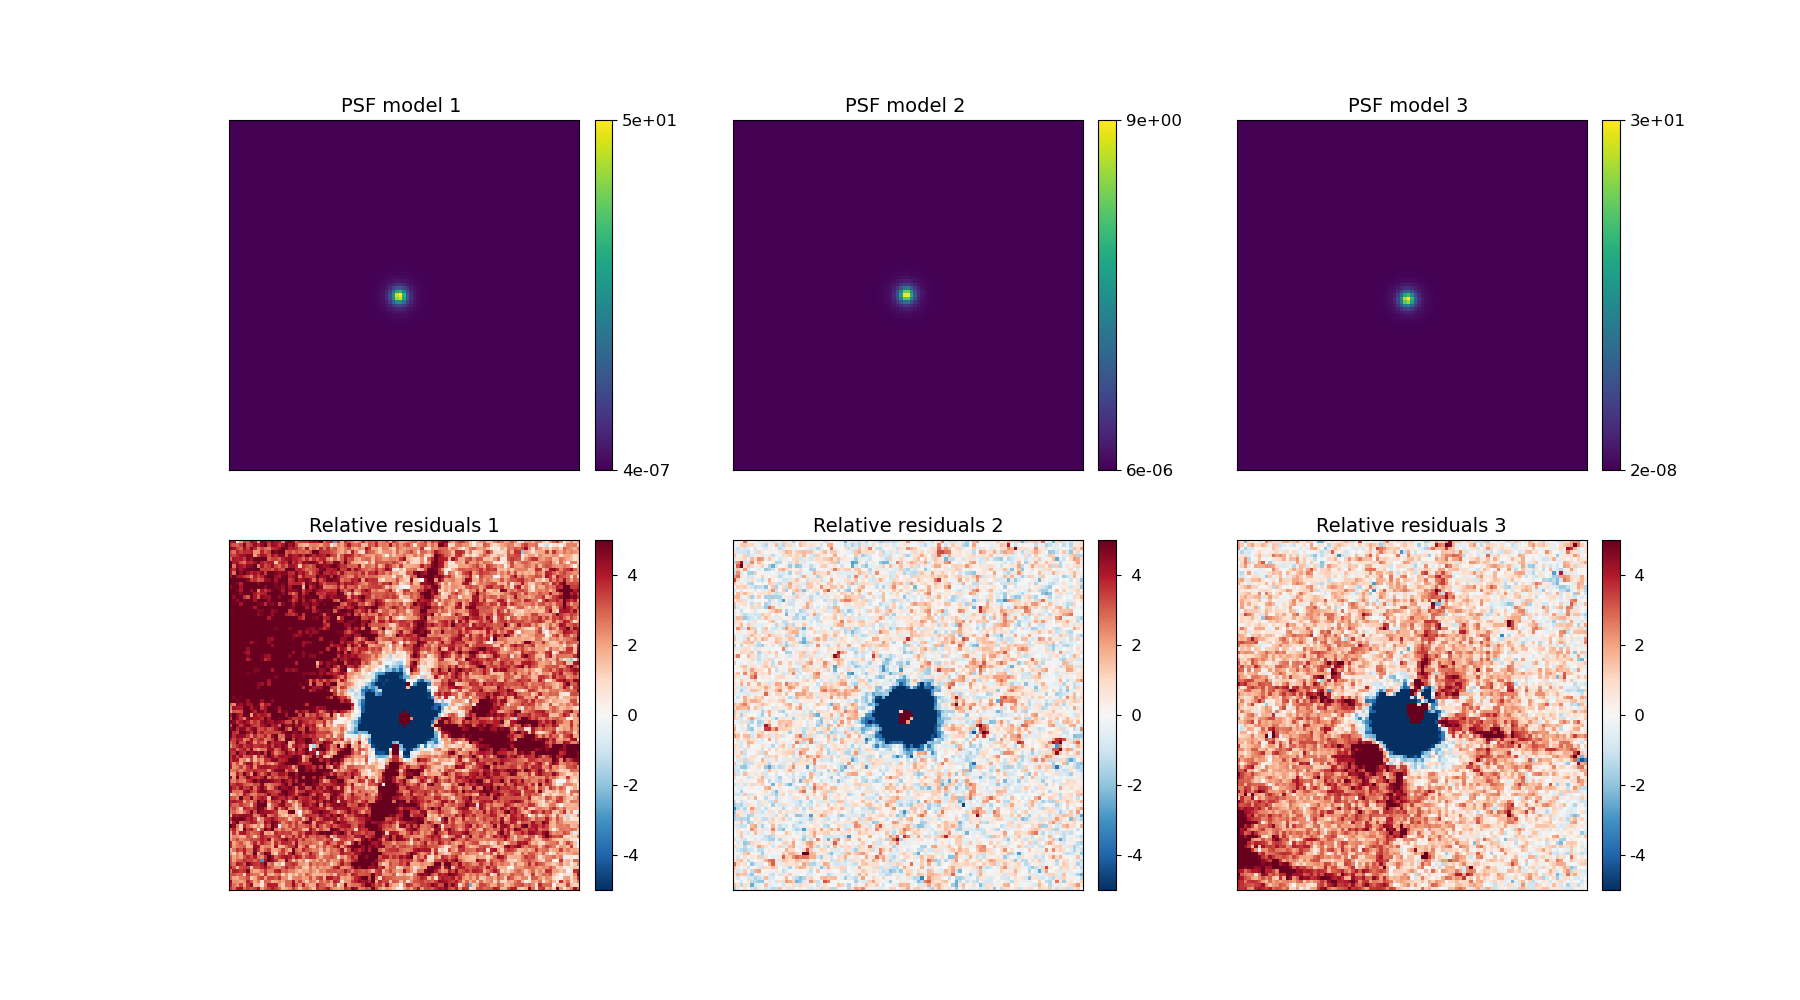 PSF model 1
5e+01
4e-07
PSF model 2
9e+00
6e-06
PSF model 3
3e+01
2e-08
Relative residuals 1
4
2
0
-2
-4
Relative residuals 2
4
2
0
-2
-4
Relative residuals 3
4
2
0
-2
-4